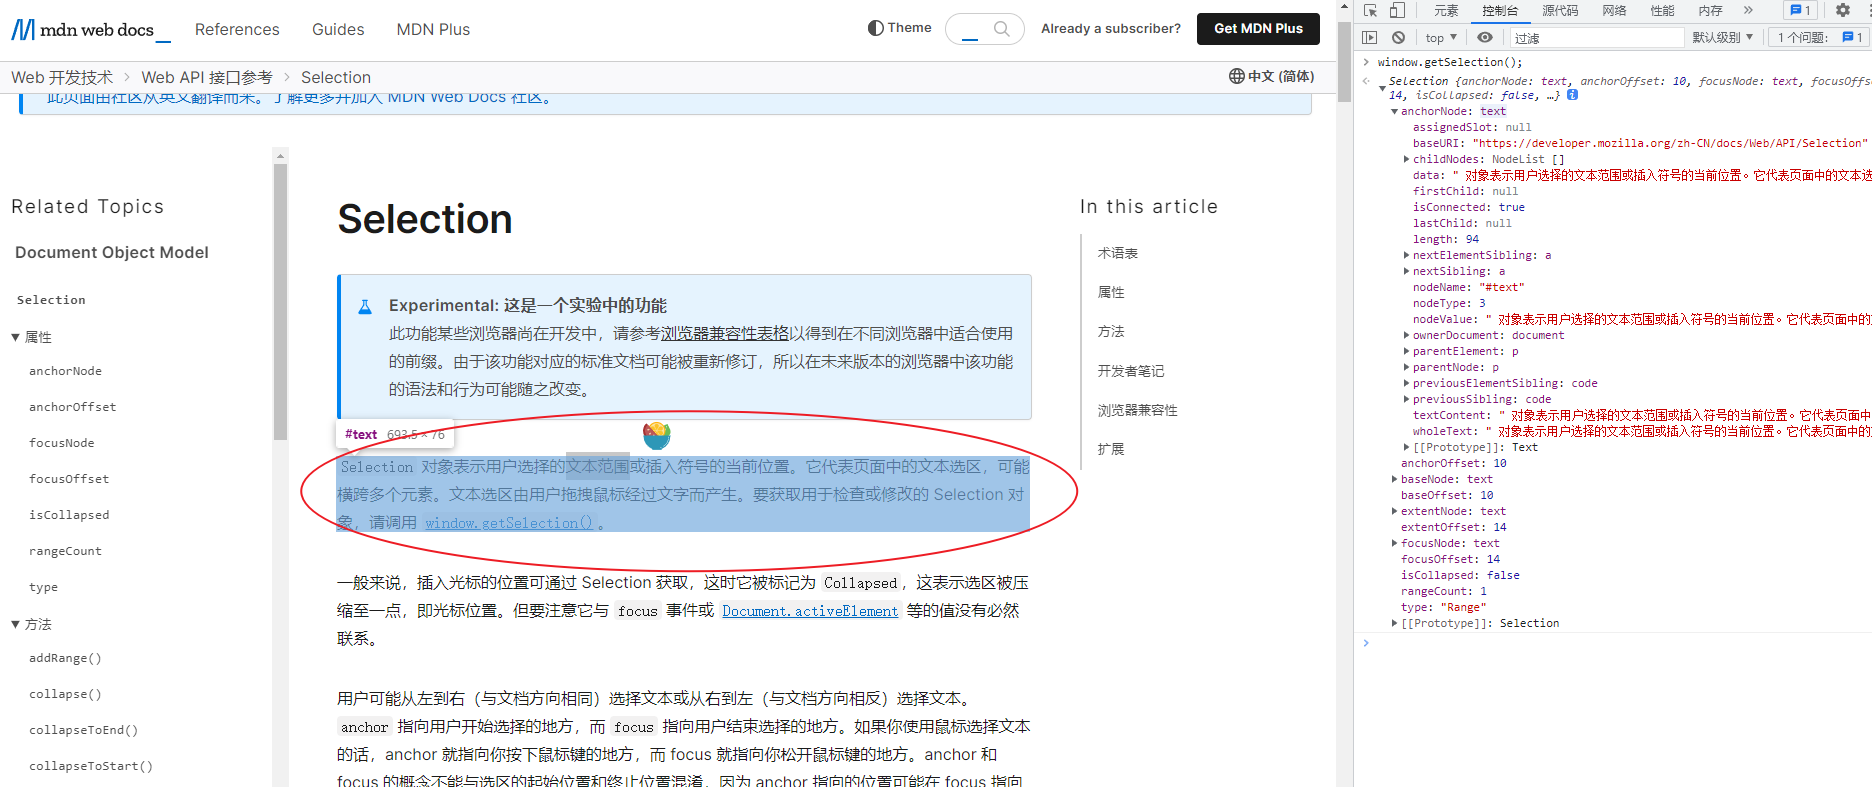 mdn web docs_
References
Guides
MDN Plus
Theme
Already a subscriber?
Get MDN Plus
Web 开发技术 > Web API 接口参考 > Selection
中文 (简体)
此页面由社区从英文翻译而来。了解更多并加入 MDN Web Docs 社区。
Related Topics
Document Object Model
Selection
▼ 属性
anchorNode
anchorOffset
focusNode
focusOffset
isCollapsed
rangeCount
type
▼ 方法
addRange()
collapse()
collapseToEnd()
collapseToStart()
Selection
Experimental: 这是一个实验中的功能
此功能某些浏览器尚在开发中，请参考浏览器兼容性表格以得到在不同浏览器中适合使用
的前缀。由于该功能对应的标准文档可能被重新修订，所以在未来版本的浏览器中该功能
的语法和行为可能随之改变。
#text 693.5 × 76
Selection 对象表示用户选择的文本范围或插入符号的当前位置。它代表页面中的文本选区，可能
横跨多个元素。文本选区由用户拖拽鼠标经过文字而产生。要获取用于检查或修改的 Selection 对
象，请调用 window.getSelection() 。
一般来说，插入光标的位置可通过 Selection 获取，这时它被标记为 Collapsed，这表示选区被压
缩至一点，即光标位置。但要注意它与 focus 事件或 Document.activeElement 等的值没有必然
联系。
用户可能从左到右（与文档方向相同）选择文本或从右到左（与文档方向相反）选择文本。
anchor 指向用户开始选择的地方，而 focus 指向用户结束选择的地方。如果你使用鼠标选择文本
的话，anchor 就指向你按下鼠标键的地方，而 focus 就指向你松开鼠标键的地方。anchor 和
focus 的概念不能与选区的起始位置和终止位置混淆，因为 anchor 指向的位置可能在 focus 指向
In this article
术语表
属性
方法
开发者笔记
浏览器兼容性
扩展
元素 控制台 源代码 网络 性能 内存 » 1
top ▼ 过滤 默认级别 ▼ 1 个问题: 1
> window.getSelection();
Selection {anchorNode: text, anchorOffset: 10, focusNode: text, focusOffs
14, isCollapsed: false, …}
▼anchorNode: text
assignedSlot: null
baseURI: "https://developer.mozilla.org/zh-CN/docs/Web/API/Selection"
▶childNodes: NodeList []
data: " 对象表示用户选择的文本范围或插入符号的当前位置。它代表页面中的文本选
firstChild: null
isConnected: true
lastChild: null
length: 94
▶nextElementSibling: a
▶nextSibling: a
nodeName: "#text"
nodeType: 3
nodeValue: " 对象表示用户选择的文本范围或插入符号的当前位置。它代表页面中的
▶ownerDocument: document
▶parentElement: p
▶parentNode: p
▶previousElementSibling: code
▶previousSibling: code
textContent: " 对象表示用户选择的文本范围或插入符号的当前位置。它代表页面中
wholeText: " 对象表示用户选择的文本范围或插入符号的当前位置。它代表页面中的
▶[[Prototype]]: Text
anchorOffset: 10
▶baseNode: text
baseOffset: 10
▶extentNode: text
extentOffset: 14
▶focusNode: text
focusOffset: 14
isCollapsed: false
rangeCount: 1
type: "Range"
▶[[Prototype]]: Selection
>